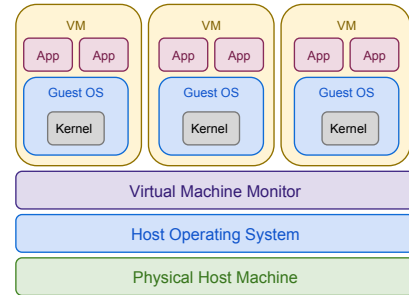 VM VM VM
App App App App App App
Guest OS Guest OS Guest OS
Kernel Kernel Kernel
Virtual Machine Monitor
Host Operating System
Physical Host Machine